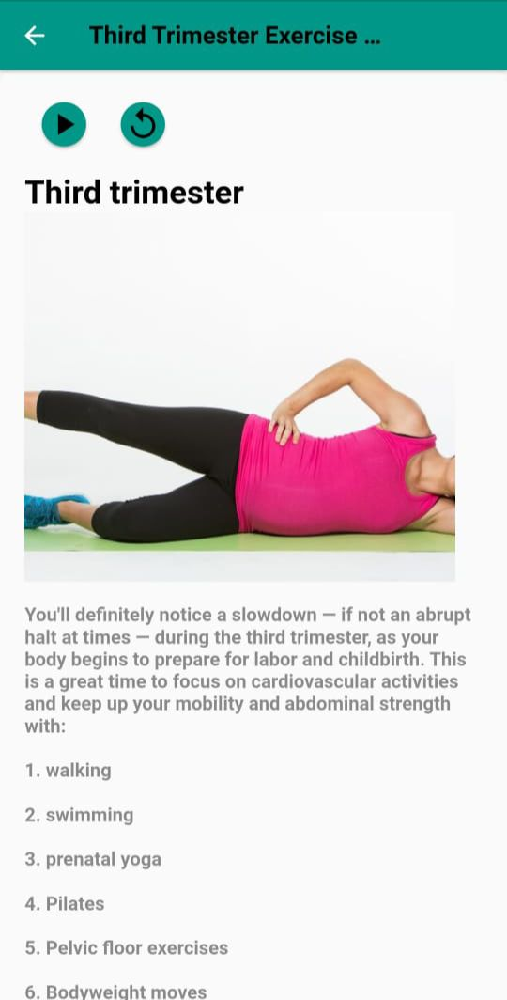 Third Trimester Exercise ...
Third trimester
You'll definitely notice a slowdown — if not an abrupt
halt at times — during the third trimester, as your
body begins to prepare for labor and childbirth. This
is a great time to focus on cardiovascular activities
and keep up your mobility and abdominal strength
with:
1. walking
2. swimming
3. prenatal yoga
4. Pilates
5. Pelvic floor exercises
6. Bodyweight moves